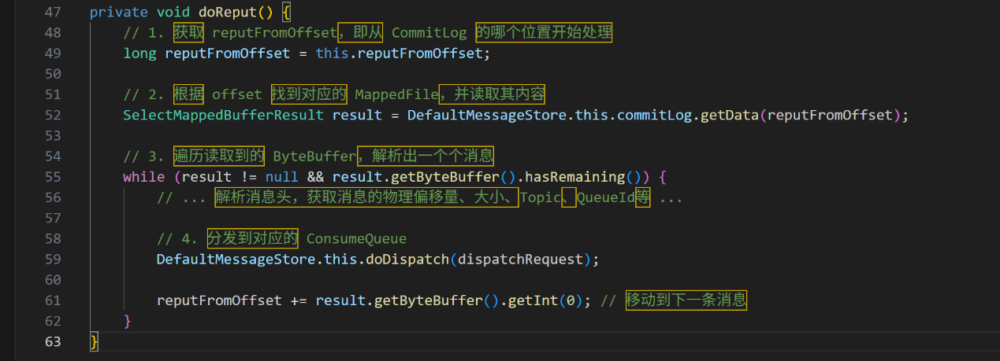 47 private void doReput() {
48 // 1. 获取 reputFromOffset，即从 CommitLog 的哪个位置开始处理
49 long reputFromOffset = this.reputFromOffset;
50
51 // 2. 根据 offset 找到对应的 MappedFile，并读取其内容
52 SelectMappedBufferResult result = DefaultMessageStore.this.commitLog.getData(reputFromOffset);
53
54 // 3. 遍历读取到的 ByteBuffer，解析出一个个消息
55 while (result != null && result.getByteBuffer().hasRemaining()) {
56 // ... 解析消息头，获取消息的物理偏移量、大小、Topic、QueueId等 ...
57
58 // 4. 分发到对应的 ConsumeQueue
59 DefaultMessageStore.this.doDispatch(dispatchRequest);
60
61 reputFromOffset += result.getByteBuffer().getInt(0); // 移动到下一条消息
62 }
63 }